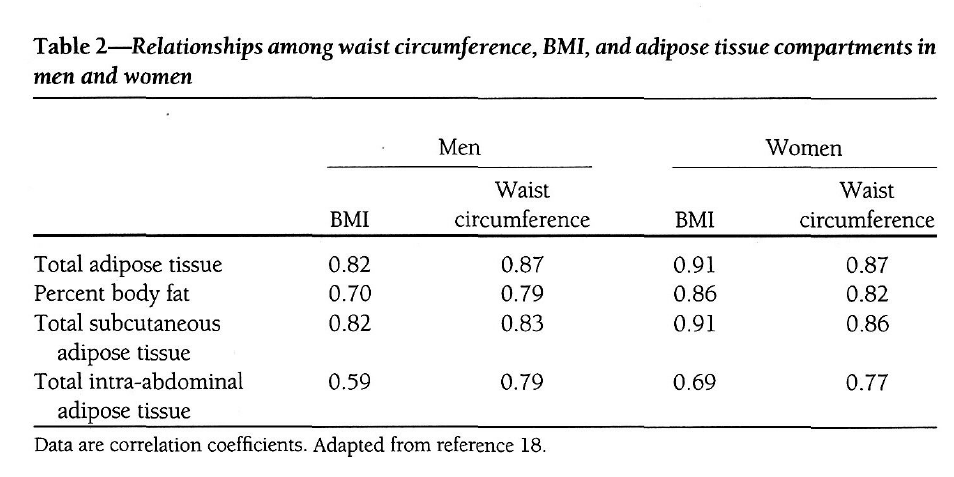 Table 2—Relationships among waist circumference, BMI, and adipose tissue compartments in
men and women
Men Women
Waist Waist
BMI circumference BMI circumference
Total adipose tissue 0.82 0.87 0.91 0.87
Percent body fat 0.70 0.79 0.86 0.82
Total subcutaneous 0.82 0.83 0.91 0.86
adipose tissue
Total intra-abdominal 0.59 0.79 0.69 0.77
adipose tissue
Data are correlation coefficients. Adapted from reference 18.